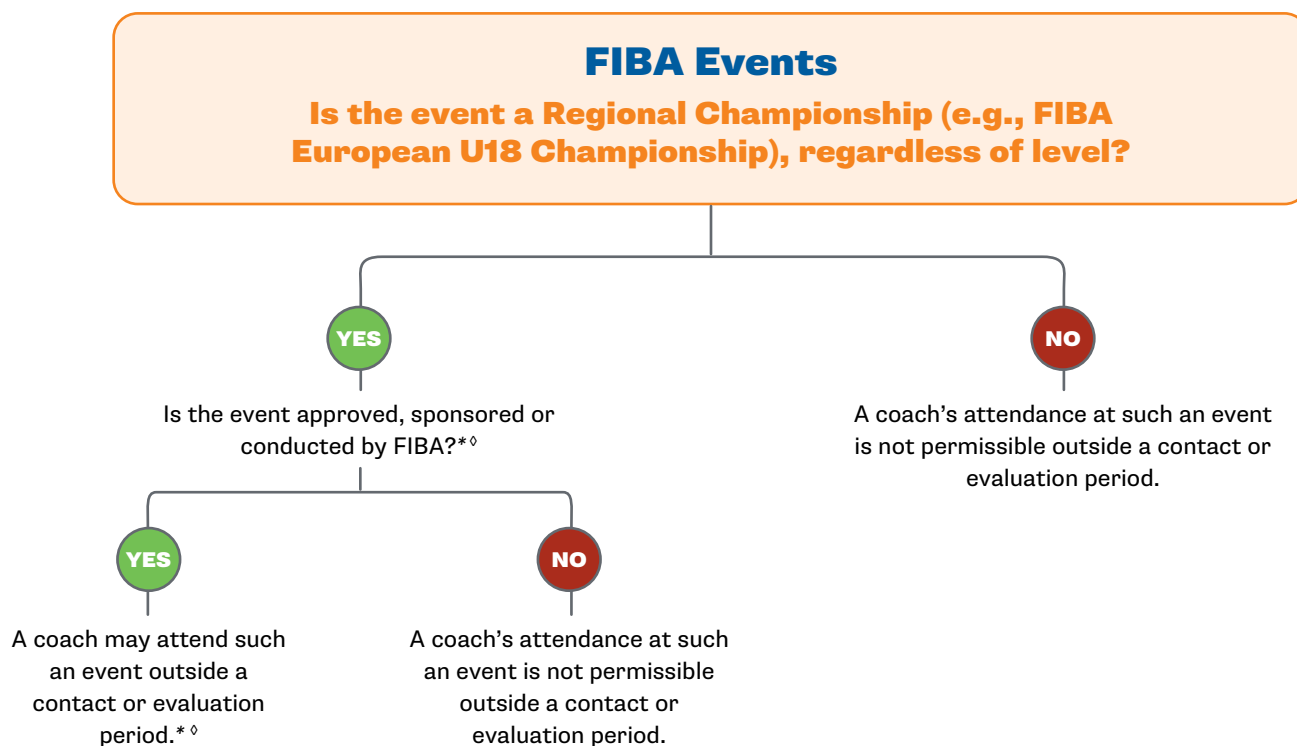 FIBA Events
Is the event a Regional Championship (e.g., FIBA
European U18 Championship), regardless of level?
YES
NO
Is the event approved, sponsored or
conducted by FIBA?*◊
A coach’s attendance at such an event
is not permissible outside a contact or
evaluation period.
YES
NO
A coach may attend such
an event outside a
contact or evaluation
period.*◊
A coach’s attendance at such
an event is not permissible
outside a contact or
evaluation period.